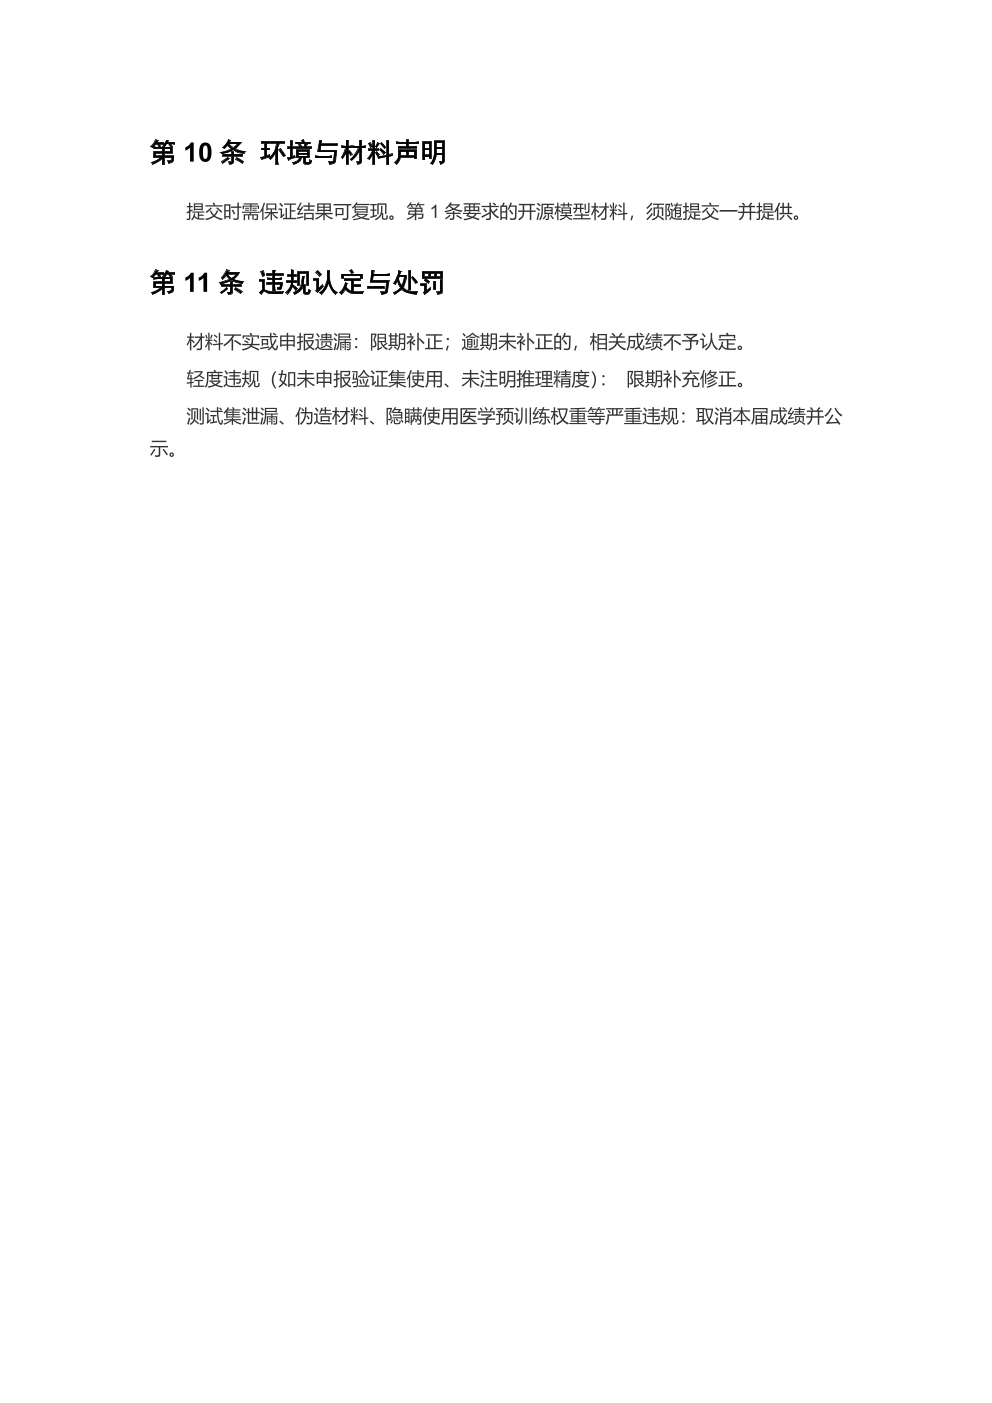 第 10 条 环境与材料声明
提交时需保证结果可复现。第 1 条要求的开源模型材料，须随提交一并提供。
第 11 条 违规认定与处罚
材料不实或申报遗漏：限期补正；逾期未补正的，相关成绩不予认定。
轻度违规（如未申报验证集使用、未注明推理精度）： 限期补充修正。
测试集泄漏、伪造材料、隐瞒使用医学预训练权重等严重违规：取消本届成绩并公
示。